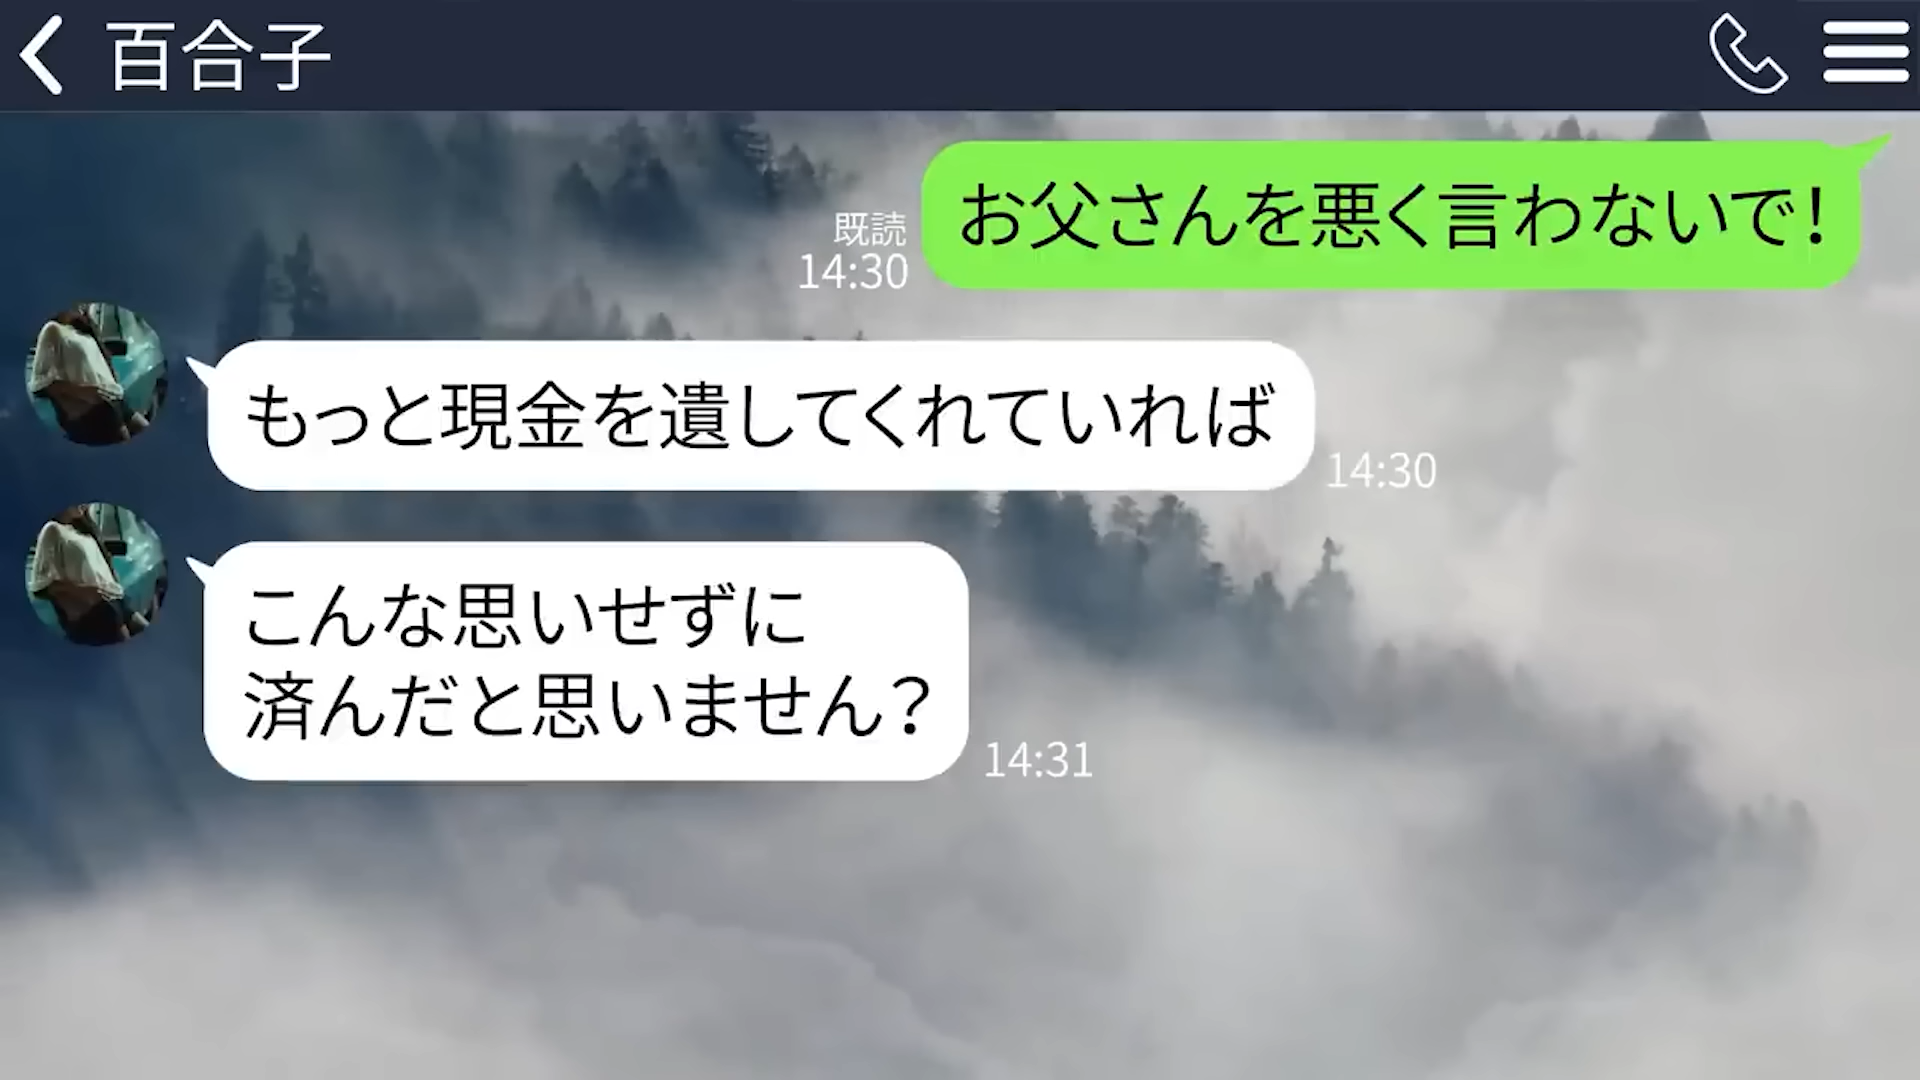 百合子
お父さんを悪く言わないで!
既読
14:30
もっと現金を遺してくれていれば
14:30
こんな思いせずに
済んだと思いません?
14:31